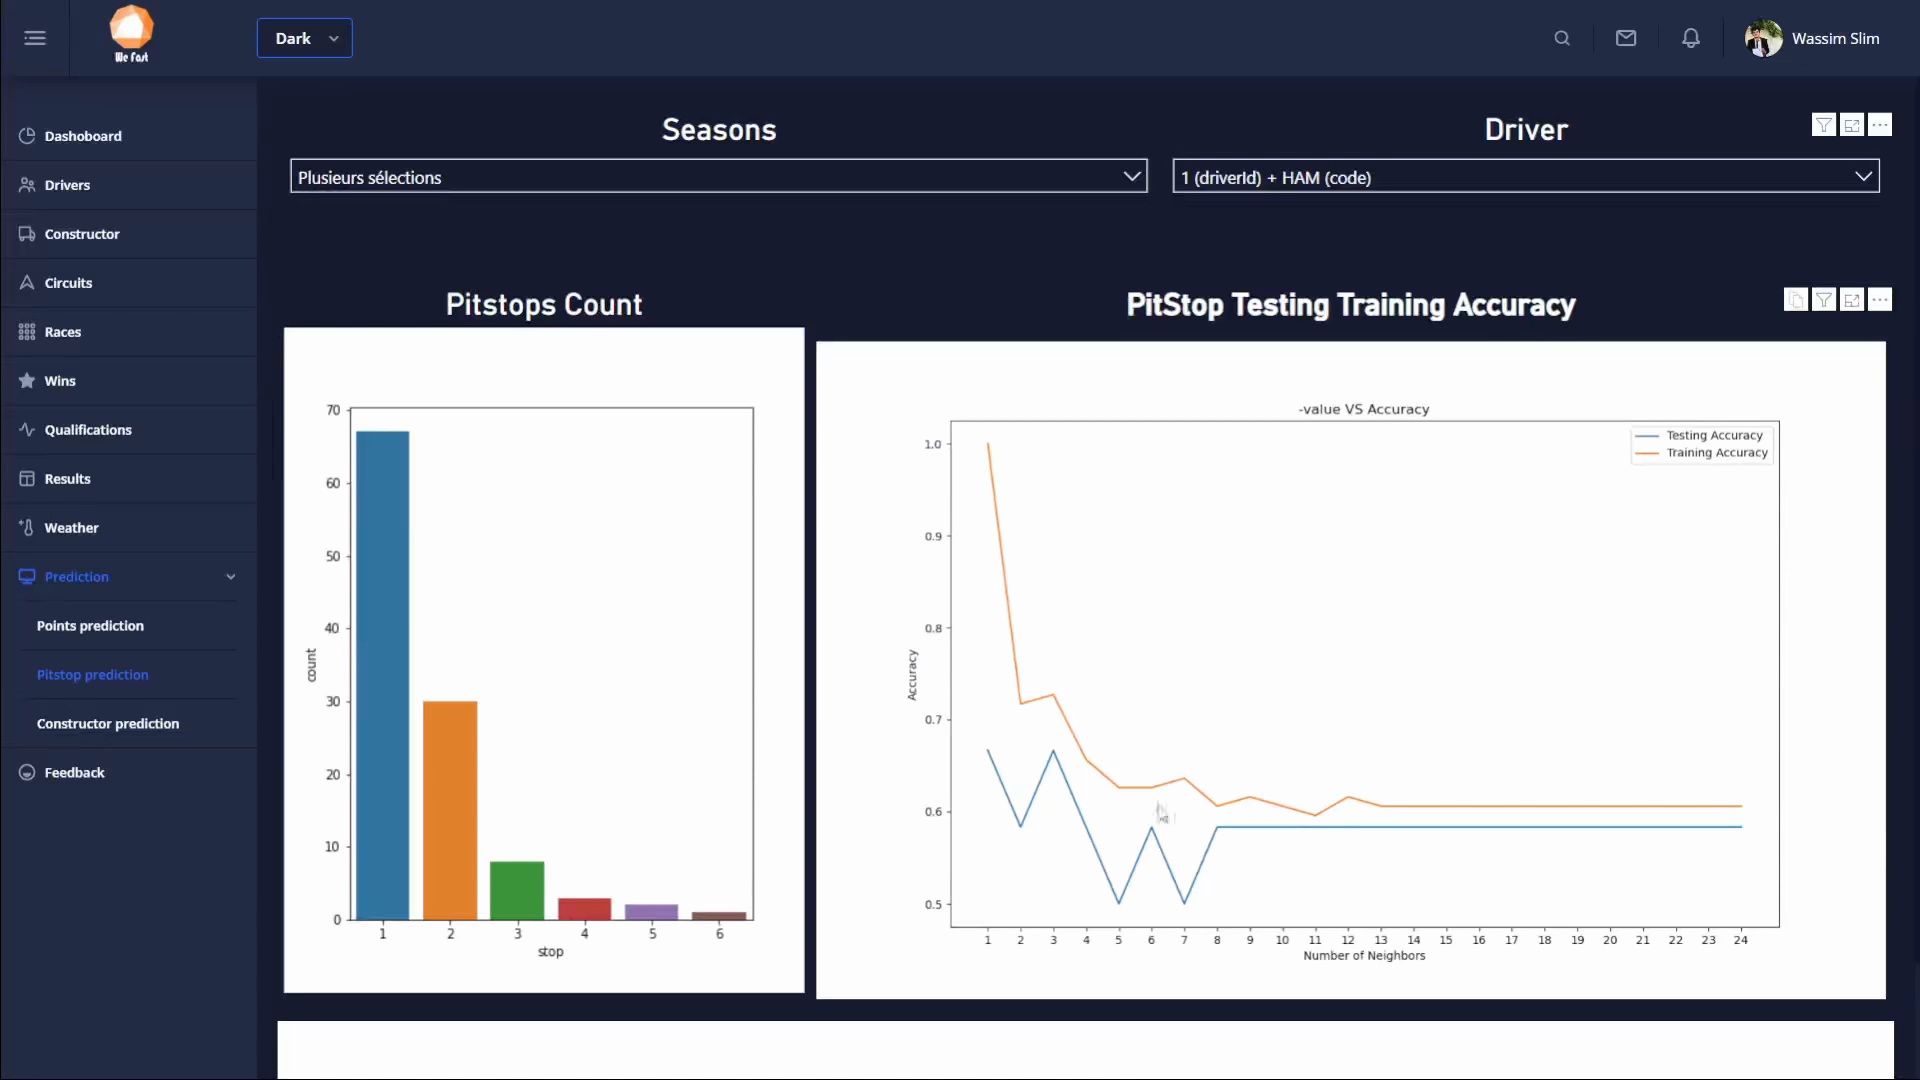 We Fast
Dark
Wassim Slim
Dashoboard
Drivers
Constructor
Circuits
Races
Wins
Qualifications
Results
Weather
Prediction
Points prediction
Pitstop prediction
Constructor prediction
Feedback
Seasons
Plusieurs sélections
Driver
1 (driverId) + HAM (code)
Pitstops Count
70
60
50
40
30
20
10
0
count
1 2 3 4 5 6
stop
PitStop Testing Training Accuracy
-value VS Accuracy
Testing Accuracy
Training Accuracy
1.0
0.9
0.8
0.7
0.6
0.5
Accuracy
1 2 3 4 5 6 7 8 9 10 11 12 13 14 15 16 17 18 19 20 21 22 23 24
Number of Neighbors